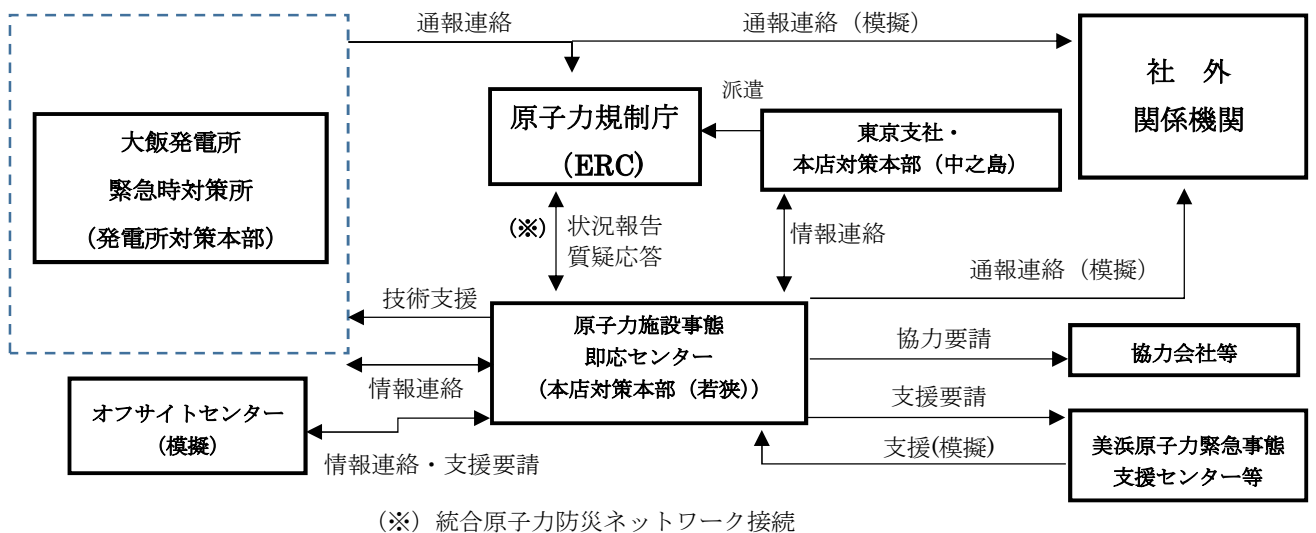 通報連絡
通報連絡（模擬）
社　外
関係機関
大飯発電所
緊急時対策所
（発電所対策本部）
原子力規制庁
(ERC)
派遣
東京支社・
本店対策本部（中之島）
（※）
状況報告
質疑応答
情報連絡
通報連絡（模擬）
技術支援
原子力施設事態
即応センター
（本店対策本部（若狭））
協力要請
協力会社等
情報連絡
支援要請
オフサイトセンター
（模擬）
支援(模擬)
美浜原子力緊急事態
支援センター等
情報連絡・支援要請
（※）統合原子力防災ネットワーク接続